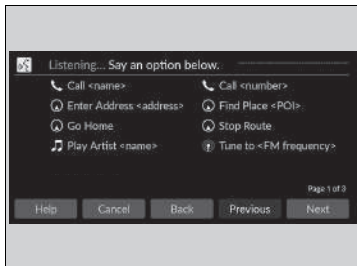 Listening... Say an option below.
Call <name> Call <number>
Enter Address <address> Find Place <POI>
Go Home Stop Route
Play Artist <name> Tune to <FM frequency>
Page 1 of 3
Help Cancel Back Previous Next